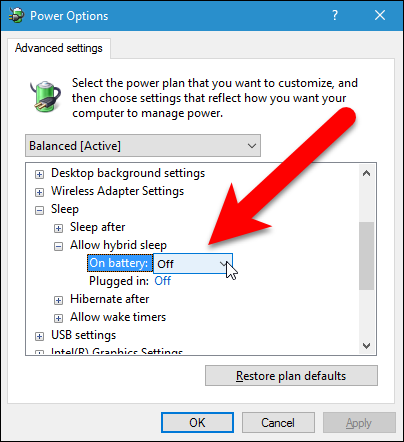 Power Options
Advanced settings
Select the power plan that you want to customize, and
then choose settings that reflect how you want your
computer to manage power.
Balanced [Active]
Desktop background settings
Wireless Adapter Settings
Sleep
Sleep after
Allow hybrid sleep
On battery: Off
Plugged in: Off
Hibernate after
Allow wake timers
USB settings
Intel(R) Graphics Settings
Restore plan defaults
OK Cancel Apply